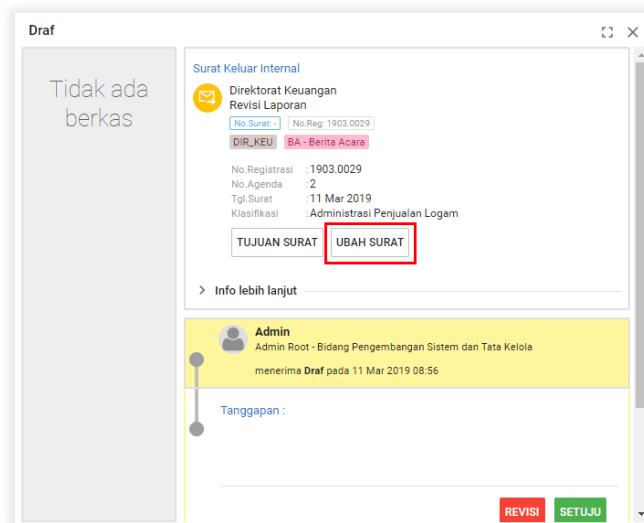 Draf
Tidak ada
berkas
Surat Keluar Internal
Direktorat Keuangan
Revisi Laporan
No.Surat: - No.Reg: 1903.0029
DIR_KEU BA - Berita Acara
No.Registrasi : 1903.0029
No.Agenda : 2
Tgl.Surat : 11 Mar 2019
Klasifikasi : Administrasi Penjualan Logam
TUJUAN SURAT UBAH SURAT
Info lebih lanjut
Admin
Admin Root - Bidang Pengembangan Sistem dan Tata Kelola
menerima Draf pada 11 Mar 2019 08:56
Tanggapan :
REVISI SETUJU